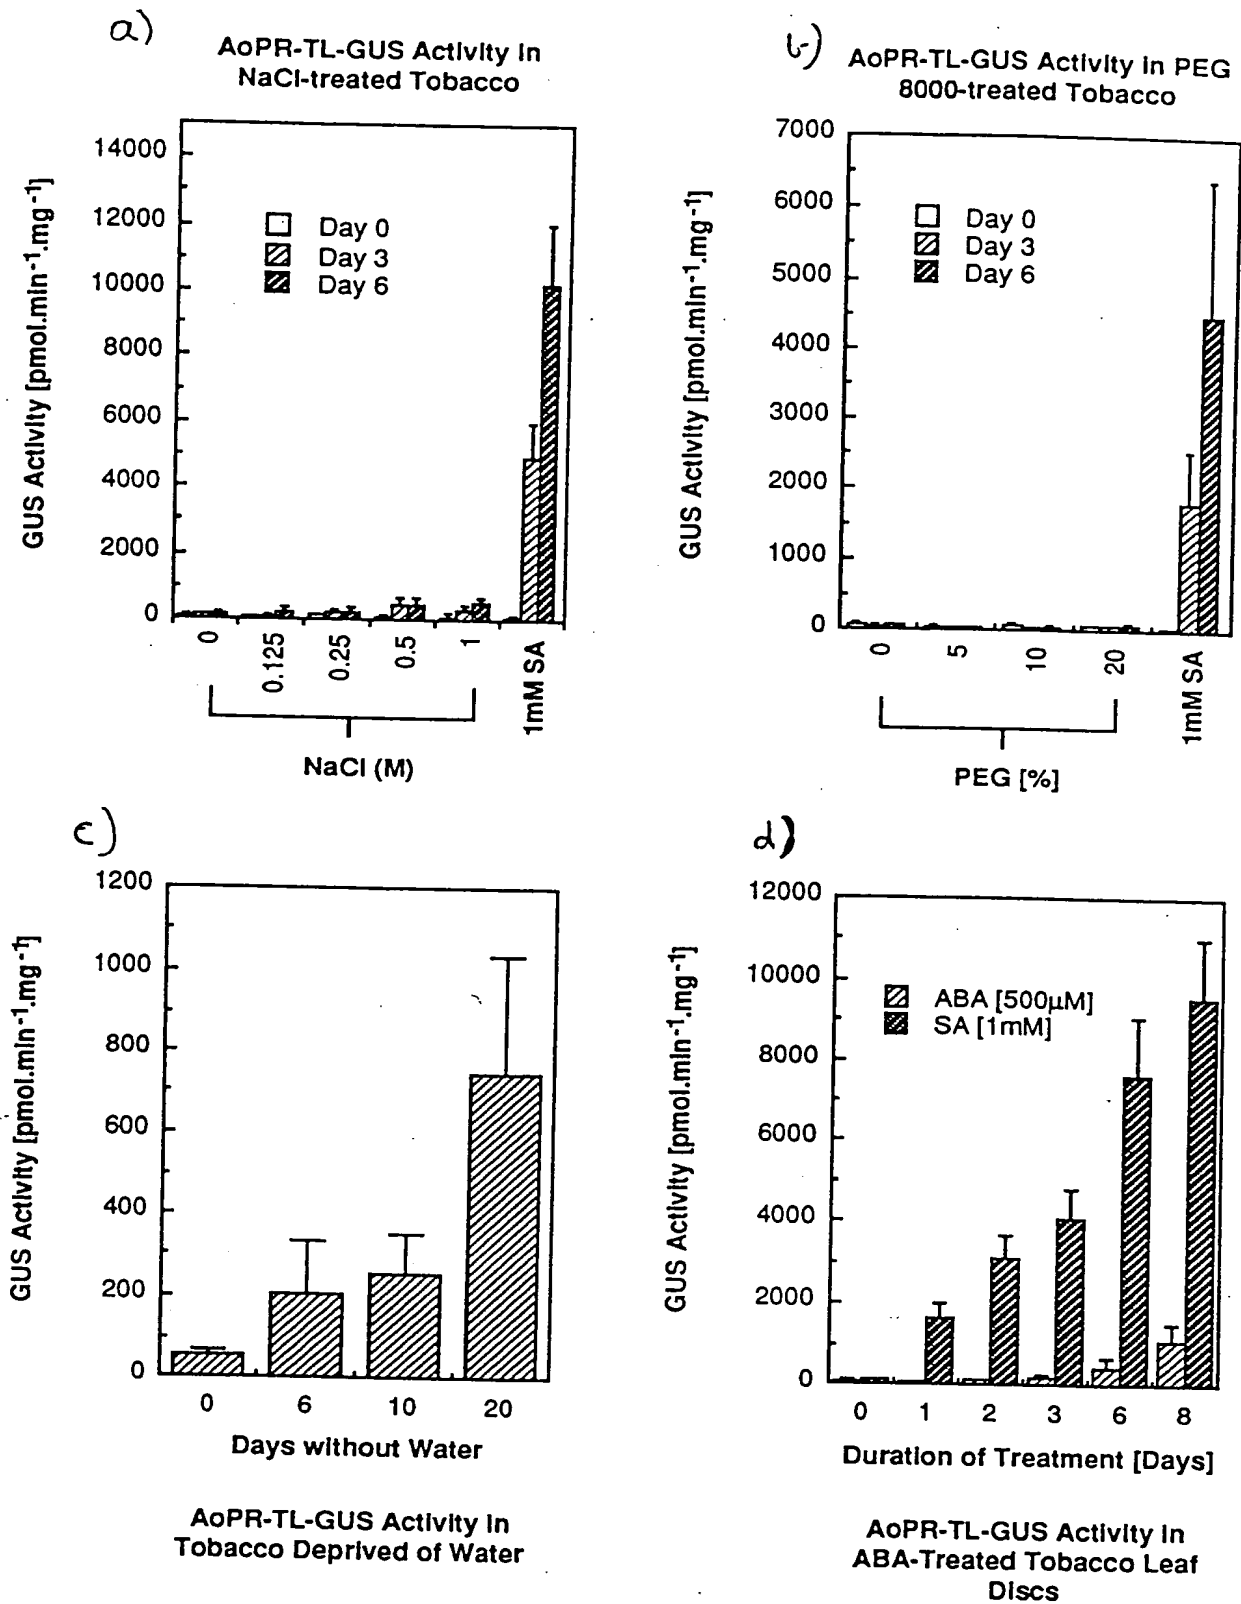 a)
AoPR-TL-GUS Activity in
NaCl-treated Tobacco
GUS Activity [pmol.min⁻¹.mg⁻¹]
14000
12000
10000
8000
6000
4000
2000
0
Day 0
Day 3
Day 6
0
0.125
0.25
0.5
1
1mM SA
NaCl (M)
b)
AoPR-TL-GUS Activity in PEG
8000-treated Tobacco
GUS Activity [pmol.min⁻¹.mg⁻¹]
7000
6000
5000
4000
3000
2000
1000
0
Day 0
Day 3
Day 6
0
5
10
20
1mM SA
PEG [%]
c)
GUS Activity [pmol.min⁻¹.mg⁻¹]
1200
1000
800
600
400
200
0
0 6 10 20
Days without Water
AoPR-TL-GUS Activity in
Tobacco Deprived of Water
d)
GUS Activity [pmol.min⁻¹.mg⁻¹]
12000
10000
8000
6000
4000
2000
0
ABA [500µM]
SA [1mM]
0 1 2 3 6 8
Duration of Treatment [Days]
AoPR-TL-GUS Activity in
ABA-Treated Tobacco Leaf
Discs